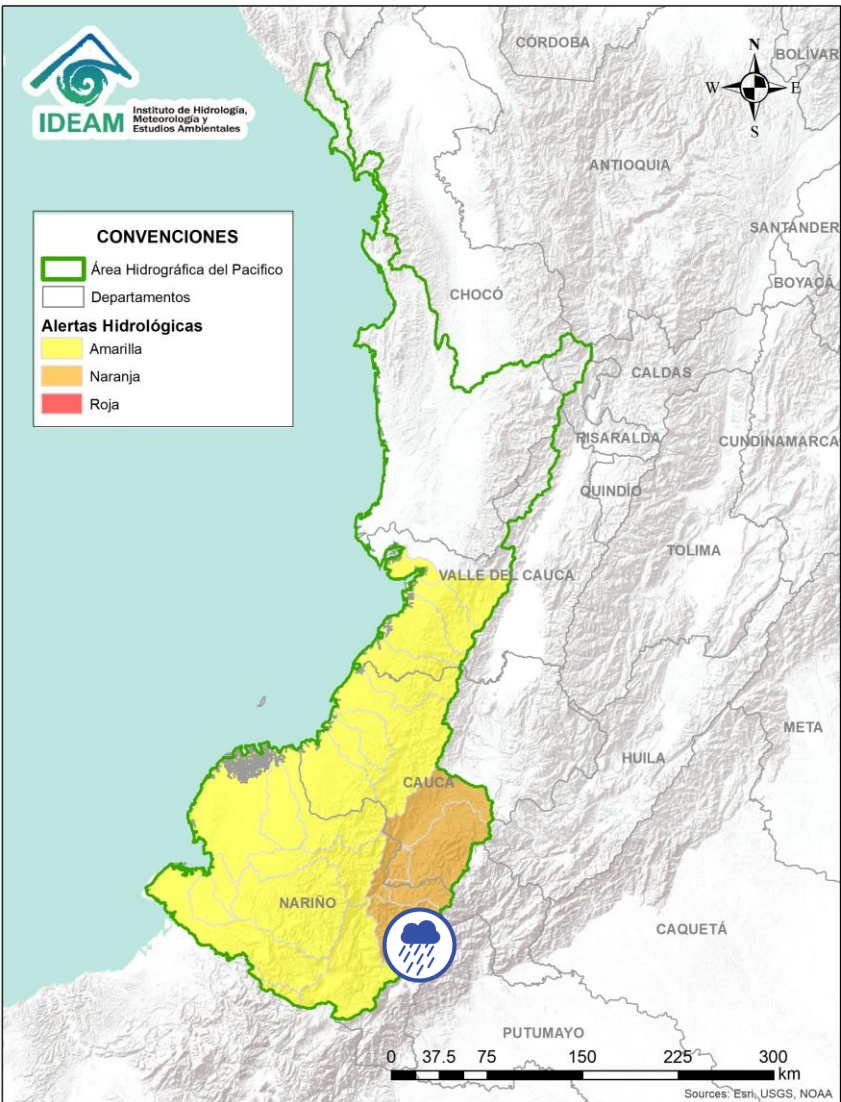 IDEAM
Instituto de Hidrología,
Meteorología y
Estudios Ambientales
CÓRDOBA
BOLÍVAR
N
W E
S
ANTIOQUIA
SANTANDER
BOYACÁ
CONVENCIONES
Área Hidrográfica del Pacifico
Departamentos
Alertas Hidrológicas
Amarilla
Naranja
Roja
CHOCÓ
CALDAS
RISARALDA
CUNDINAMARCA
QUINDÍO
TOLIMA
VALLE DEL CAUCA
META
HUILA
CAUCA
NARIÑO
CAQUETÁ
PUTUMAYO
0 37.5 75 150 225 300
km
Sources: Esri, USGS, NOAA